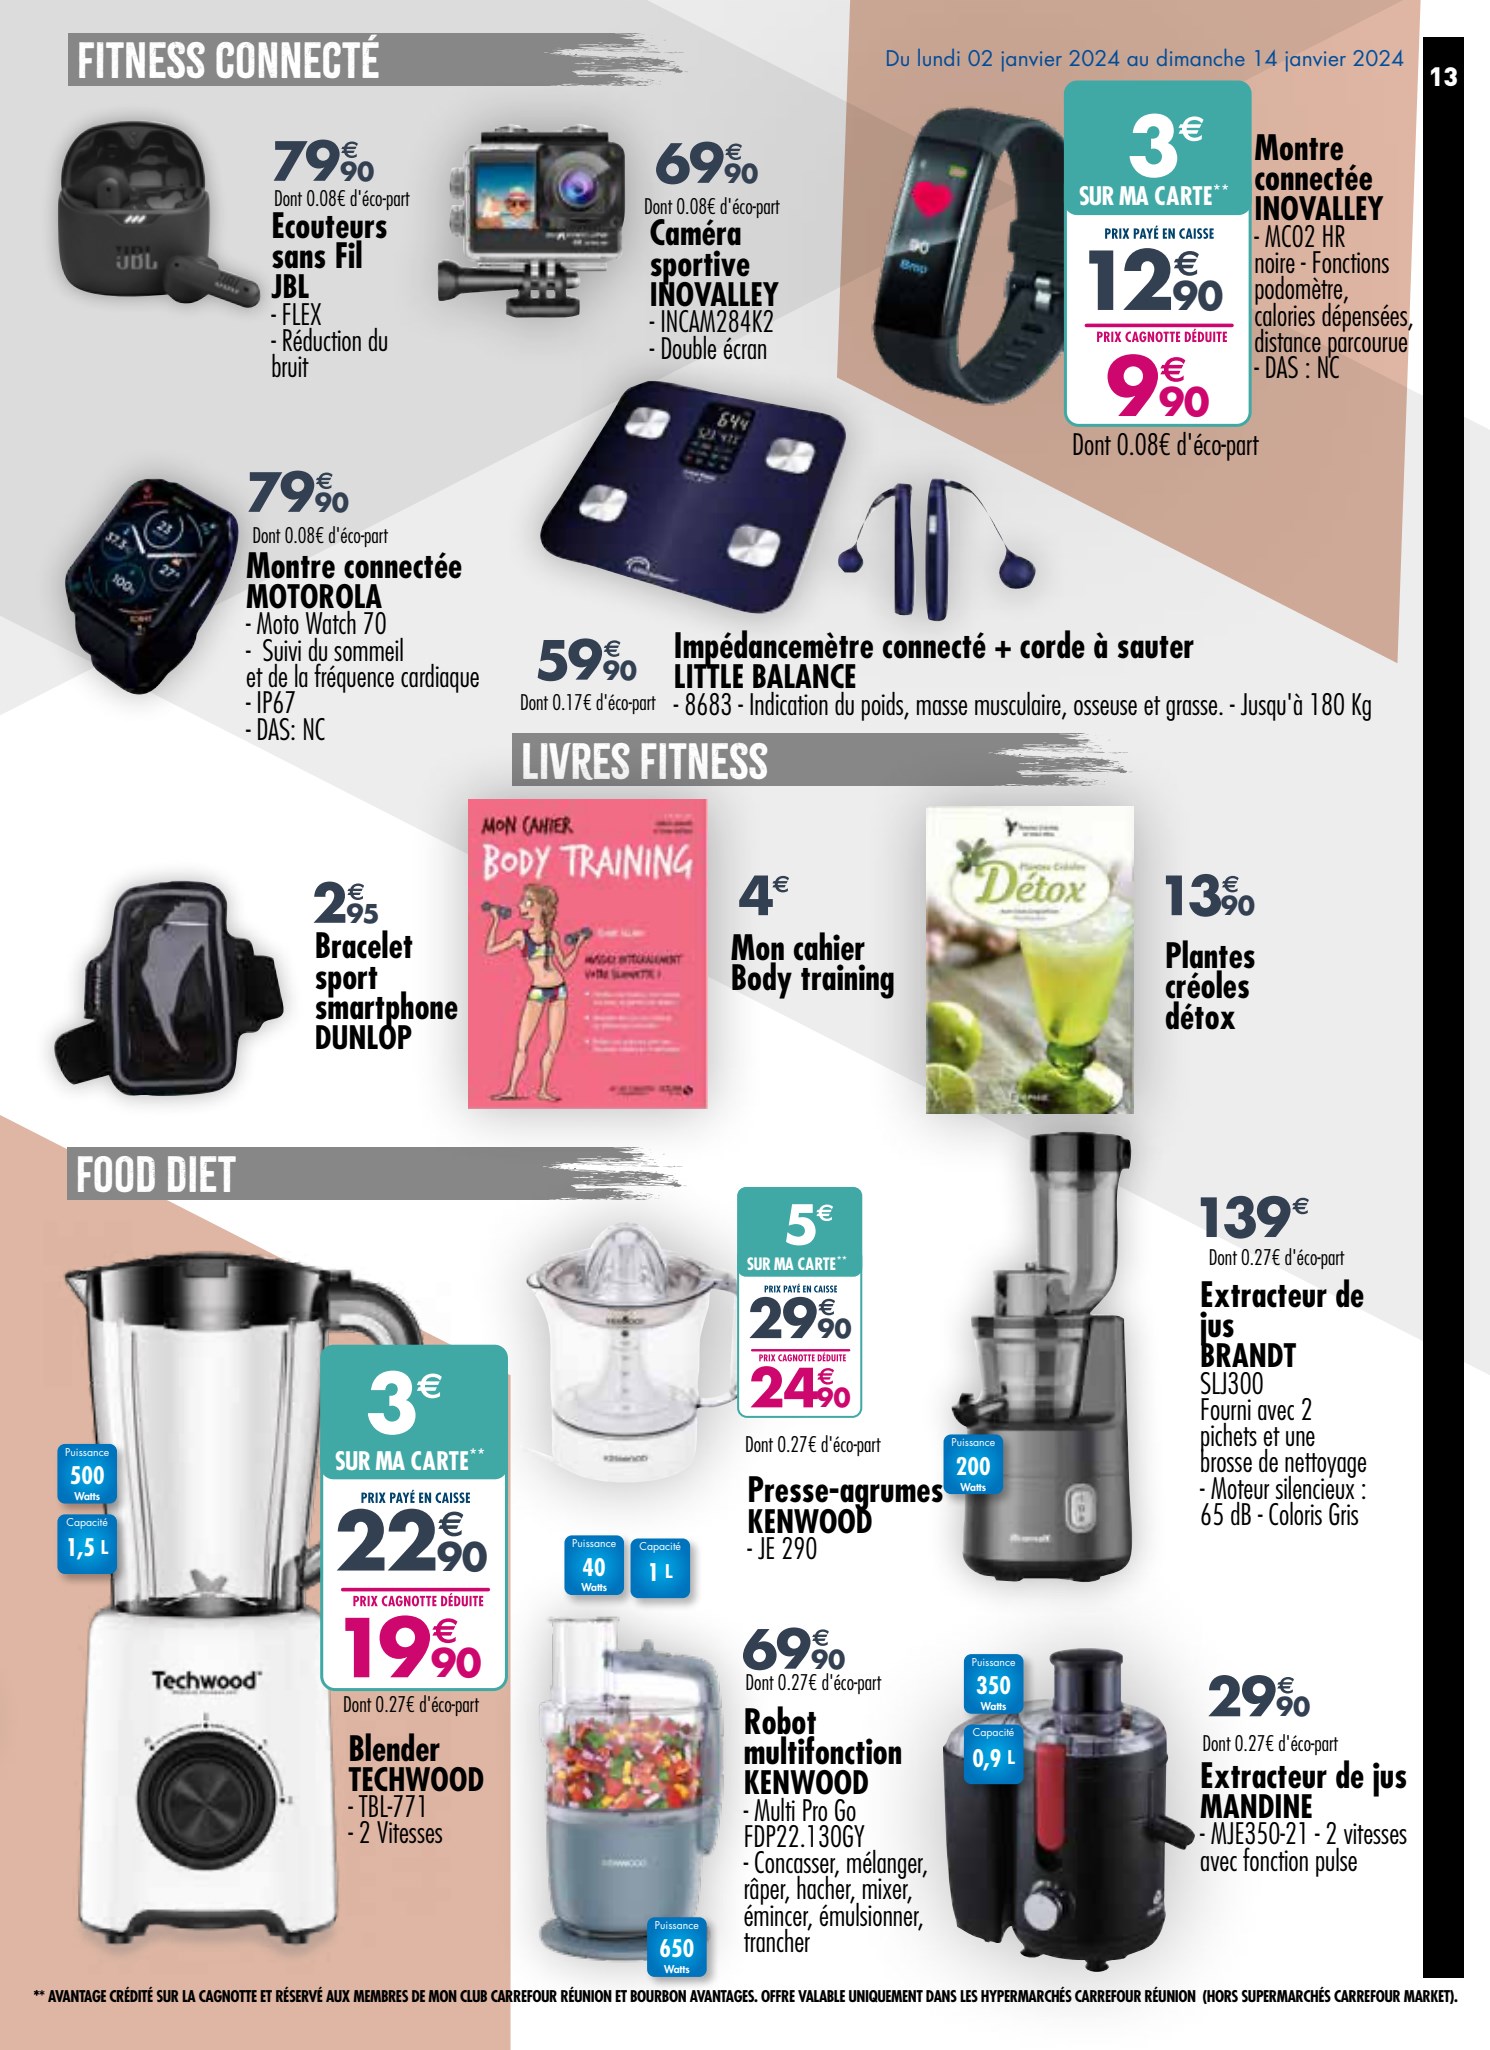 FITNESS CONNECTÉ
Du lundi 02 janvier 2024 au dimanche 14 janvier 2024
13
JBL
79€90
Dont 0.08€ d'éco-part
Ecouteurs
sans Fil
JBL
- FLEX
- Réduction du
bruit
69€90
Dont 0.08€ d'éco-part
Caméra
sportive
INOVALLEY
- INCAM284K2
- Double écran
3€
SUR MA CARTE**
PRIX PAYÉ EN CAISSE
12€90
PRIX CAGNOTTE DÉDUITE
9€90
Dont 0.08€ d'éco-part
Montre
connectée
INOVALLEY
- MC02 HR
noire - Fonctions
podomètre,
calories dépensées,
distance parcourue
- DAS : NC
79€90
Dont 0.08€ d'éco-part
Montre connectée
MOTOROLA
- Moto Watch 70
- Suivi du sommeil
et de la fréquence cardiaque
- IP67
- DAS: NC
59€90
Dont 0.17€ d'éco-part
Impédancemètre connecté + corde à sauter
LITTLE BALANCE
- 8683 - Indication du poids, masse musculaire, osseuse et grasse. - Jusqu'à 180 Kg
LIVRES FITNESS
2€95
Bracelet
sport
smartphone
DUNLOP
MON CAHIER
BODY TRAINING
4€
Mon cahier
Body training
Plantes Créoles
Détox
13€90
Plantes
créoles
détox
FOOD DIET
Techwood
Puissance
500
Watts
Capacité
1,5 L
3€
SUR MA CARTE**
PRIX PAYÉ EN CAISSE
22€90
PRIX CAGNOTTE DÉDUITE
19€90
Dont 0.27€ d'éco-part
Blender
TECHWOOD
- TBL-771
- 2 Vitesses
KENWOOD
5€
SUR MA CARTE**
PRIX PAYÉ EN CAISSE
29€90
PRIX CAGNOTTE DÉDUITE
24€90
Dont 0.27€ d'éco-part
Presse-agrumes
KENWOOD
- JE 290
Puissance
40
Watts
Capacité
1 L
Puissance
200
Watts
139€
Dont 0.27€ d'éco-part
Extracteur de
jus
BRANDT
SLJ300
Fourni avec 2
pichets et une
brosse de nettoyage
- Moteur silencieux :
65 dB - Coloris Gris
KENWOOD
Puissance
650
Watts
69€90
Dont 0.27€ d'éco-part
Robot
multifonction
KENWOOD
- Multi Pro Go
FDP22.130GY
- Concasser, mélanger,
râper, hacher, mixer,
émincer, émulsionner,
trancher
Puissance
350
Watts
Capacité
0,9 L
29€90
Dont 0.27€ d'éco-part
Extracteur de jus
MANDINE
- MJE350-21 - 2 vitesses
avec fonction pulse
** AVANTAGE CRÉDITÉ SUR LA CAGNOTTE ET RÉSERVÉ AUX MEMBRES DE MON CLUB CARREFOUR RÉUNION ET BOURBON AVANTAGES. OFFRE VALABLE UNIQUEMENT DANS LES HYPERMARCHÉS CARREFOUR RÉUNION (HORS SUPERMARCHÉS CARREFOUR MARKET).